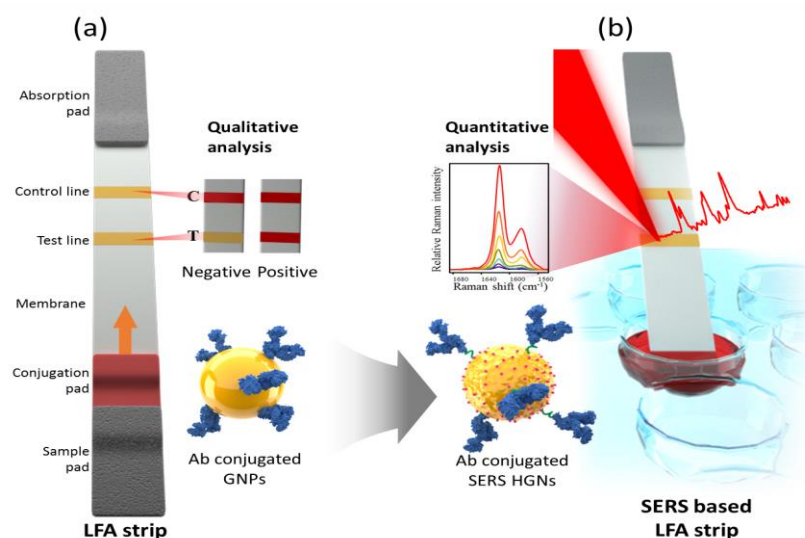 (a)
Absorption
pad
Control line
Test line
Membrane
Conjugation
pad
Sample
pad
LFA strip
Qualitative
analysis
C
T
Negative Positive
Ab conjugated
GNPs
(b)
Quantitative
analysis
Relative Raman intensity
1680 1640 1600 1560
Raman shift (cm⁻¹)
Ab conjugated
SERS HGNs
SERS based
LFA strip